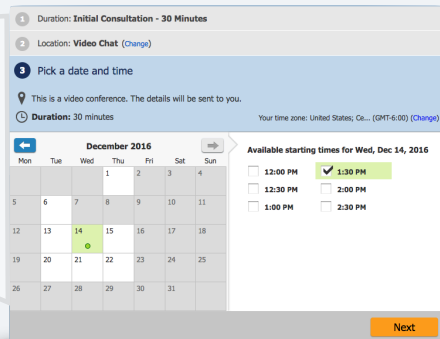 1 Duration: Initial Consultation - 30 Minutes
2 Location: Video Chat (Change)
3 Pick a date and time
This is a video conference. The details will be sent to you.
Duration: 30 minutes Your time zone: United States; Ce... (GMT-6:00) (Change)
December 2016
Mon Tue Wed Thu Fri Sat Sun
1 2 3 4
5 6 7 8 9 10 11
12 13 14 15 16 17 18
19 20 21 22 23 24 25
26 27 28 29 30 31
Available starting times for Wed, Dec 14, 2016
12:00 PM 1:30 PM
12:30 PM 2:00 PM
1:00 PM 2:30 PM
Next